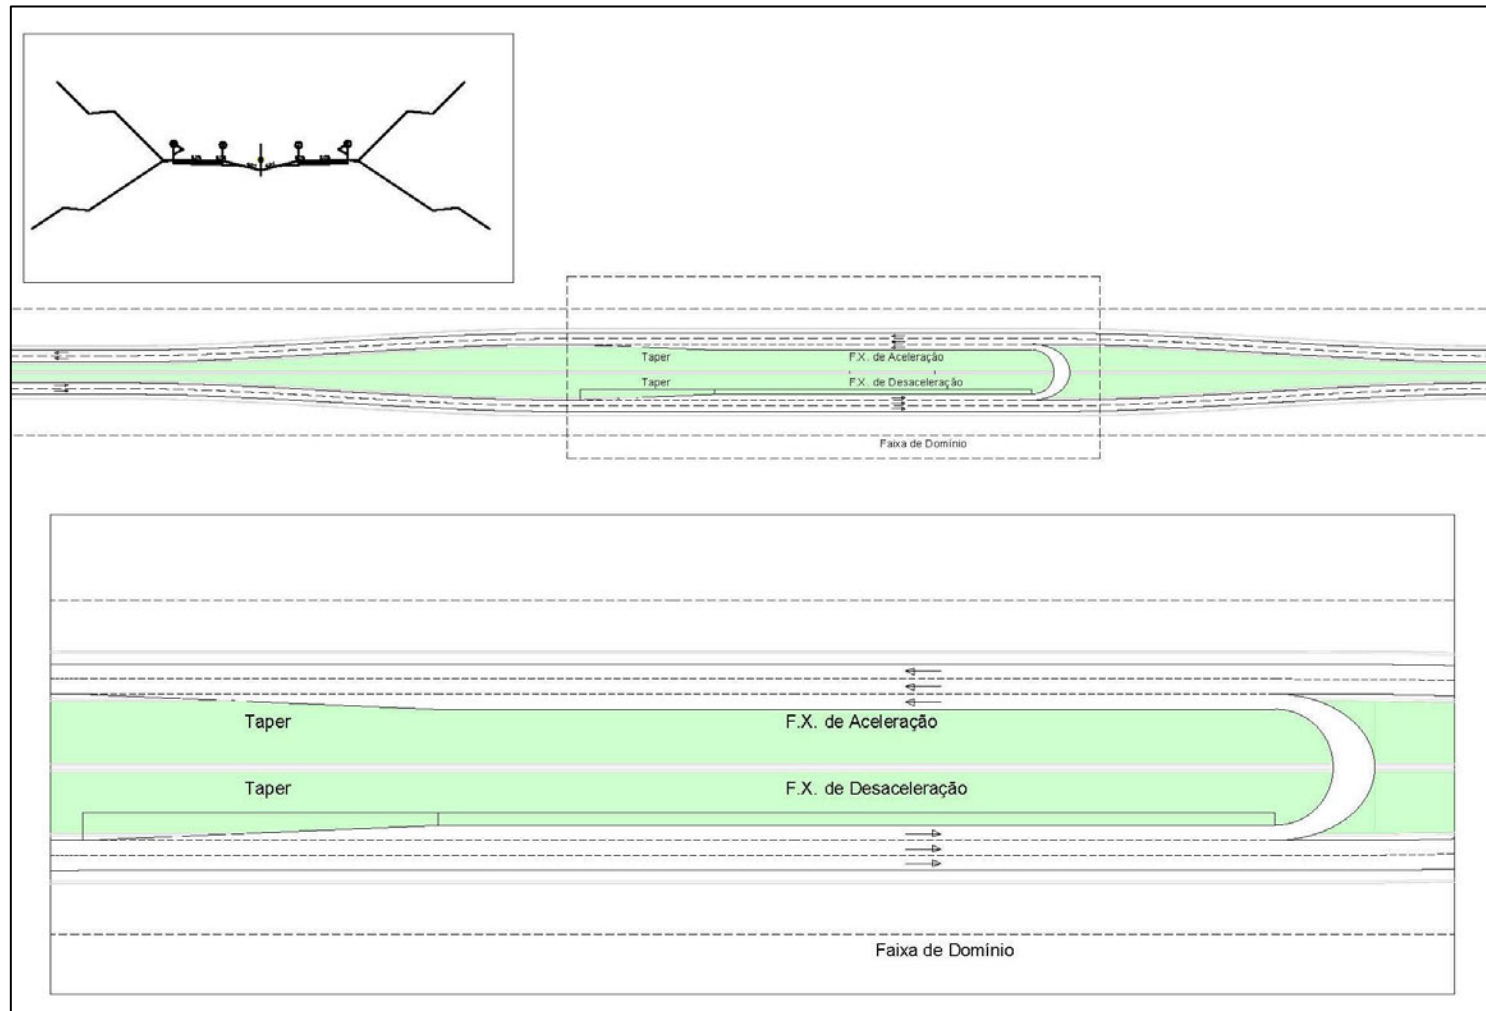 Taper
F.X. de Aceleração
Taper
F.X. de Desaceleração
Faixa de Domínio
Taper
F.X. de Aceleração
Taper
F.X. de Desaceleração
Faixa de Domínio